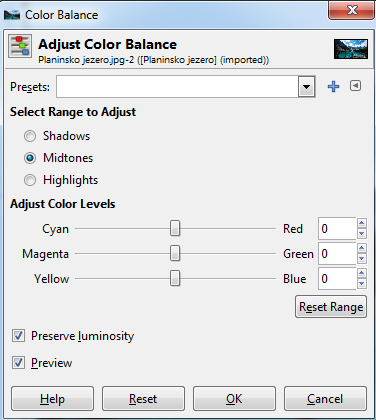 Color Balance
Adjust Color Balance
Planinsko jezero.jpg-2 ([Planinsko jezero] (imported))
Presets:
Select Range to Adjust
Shadows
Midtones
Highlights
Adjust Color Levels
Cyan Red 0
Magenta Green 0
Yellow Blue 0
Reset Range
Preserve luminosity
Preview
Help Reset OK Cancel